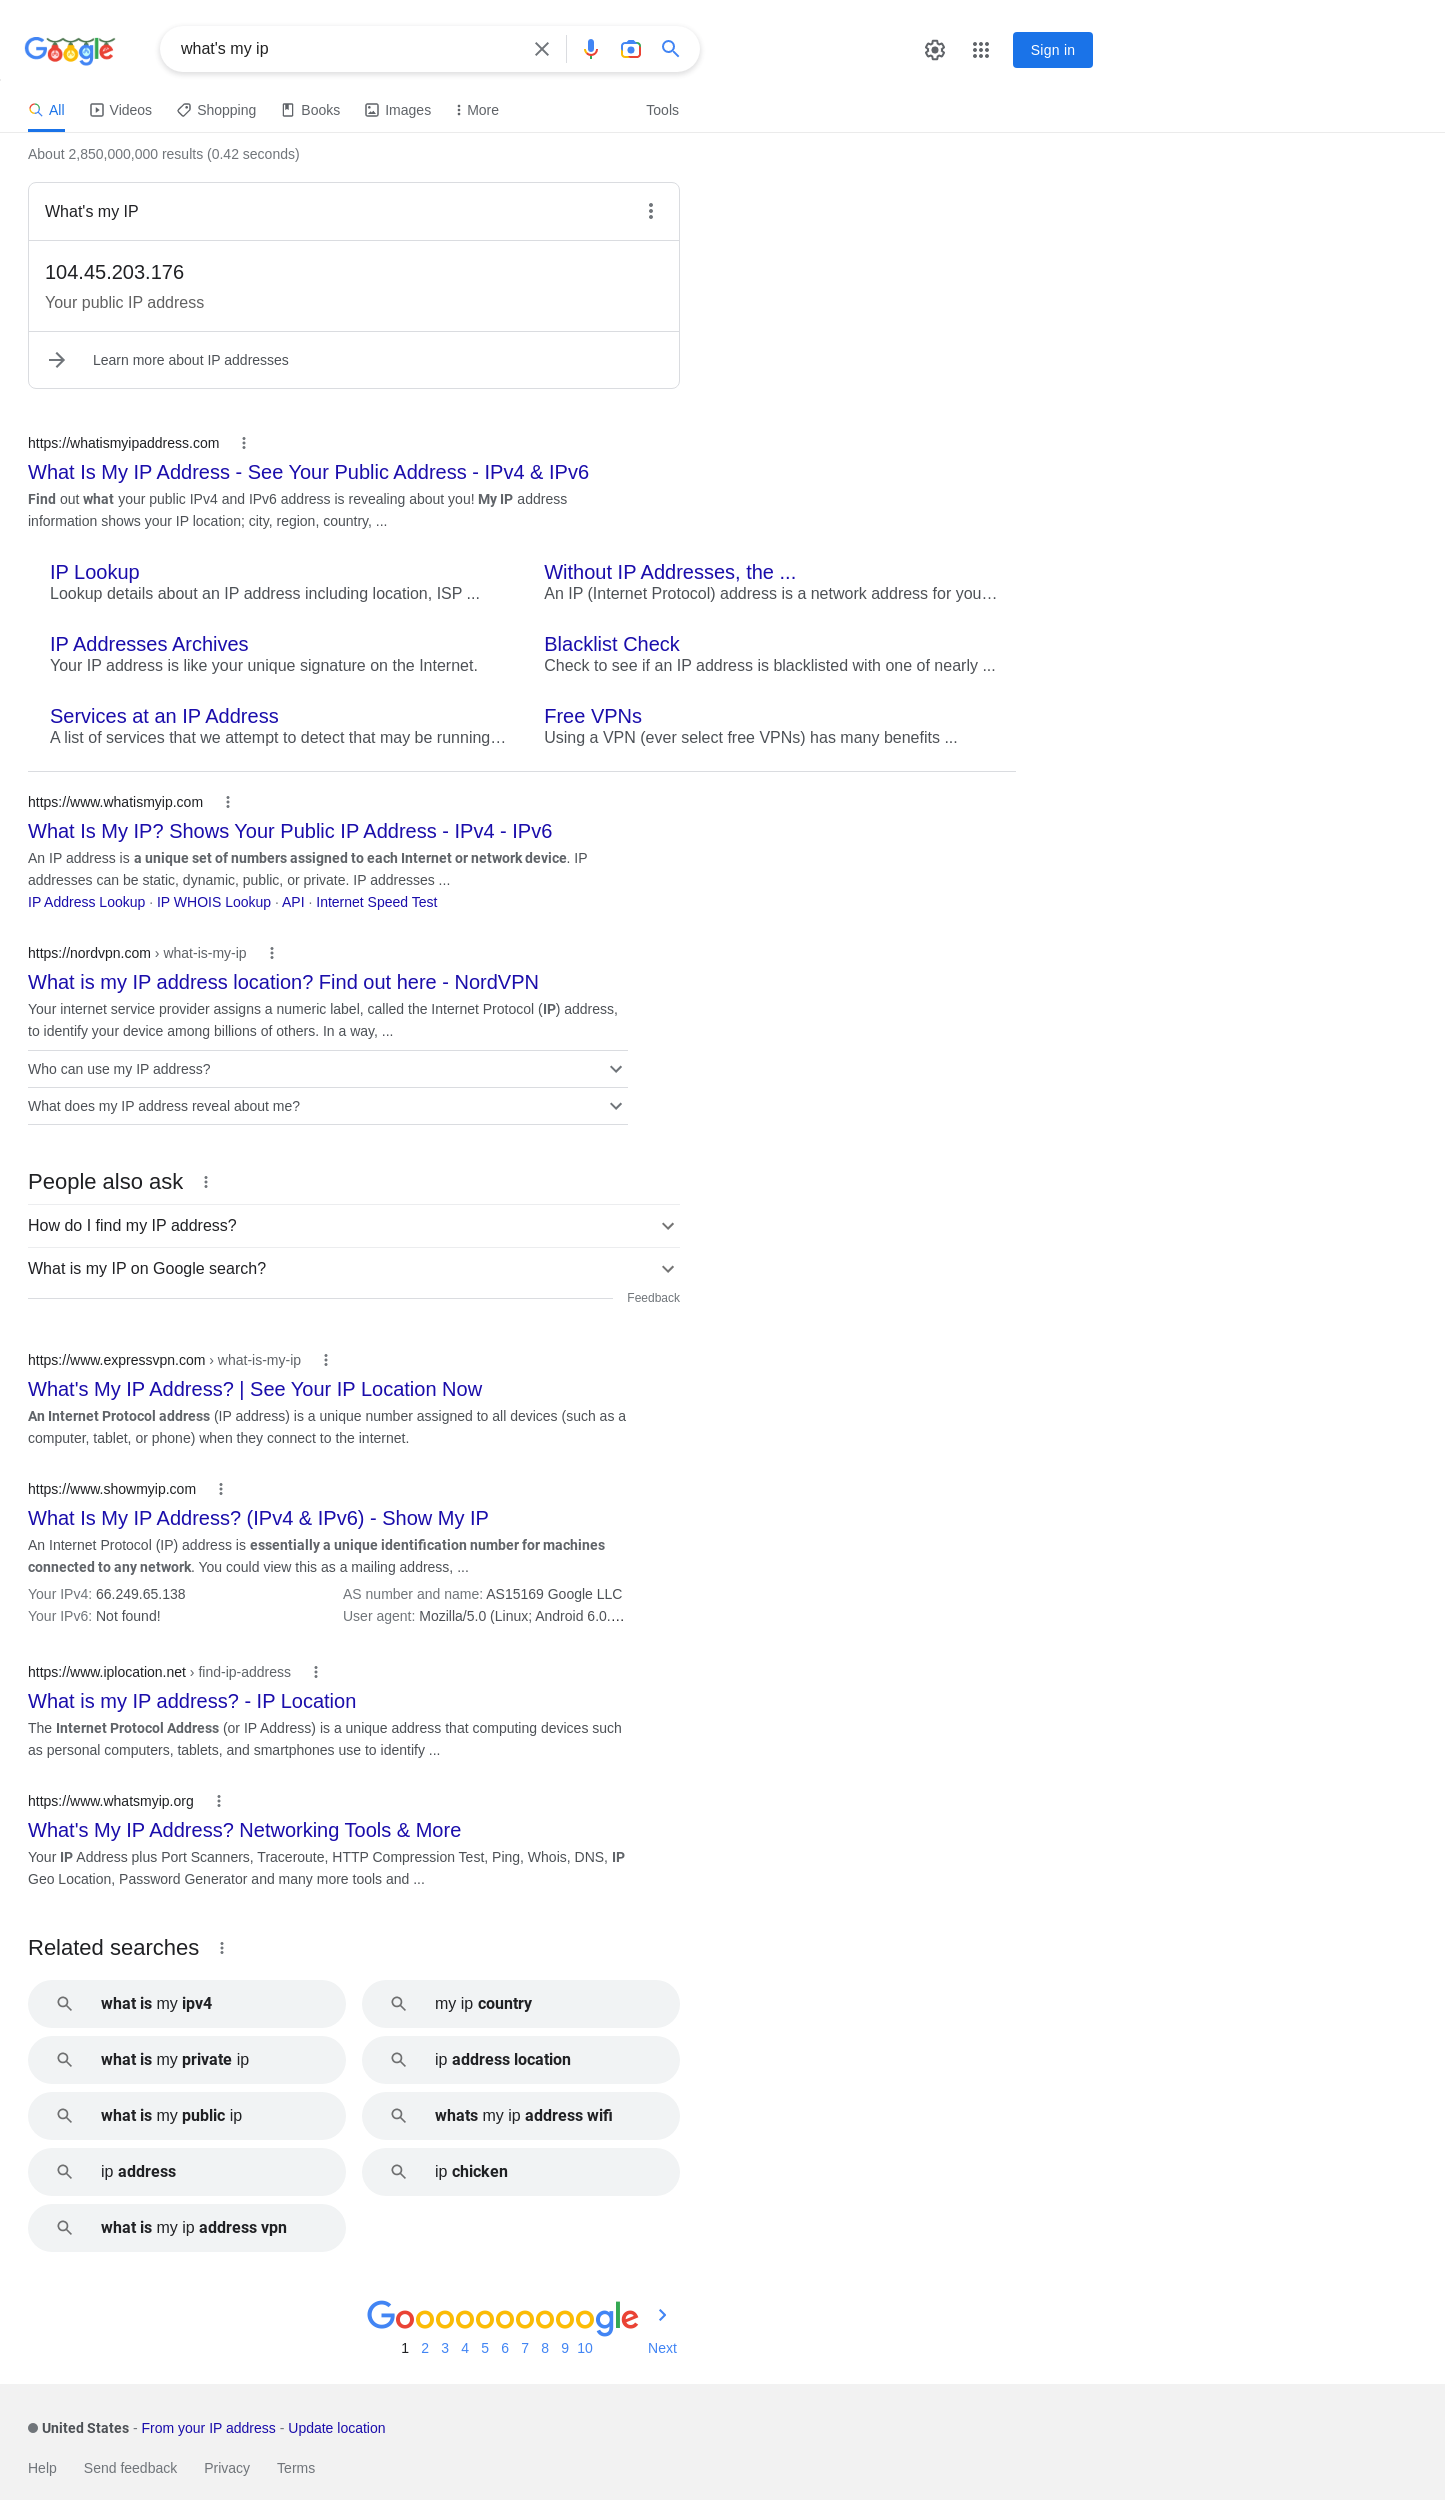 Google
what's my ip
Sign in
All
Videos
Shopping
Books
Images
More
Tools
About 2,850,000,000 results (0.42 seconds)
What's my IP
104.45.203.176
Your public IP address
Learn more about IP addresses
https://whatismyipaddress.com
What Is My IP Address - See Your Public Address - IPv4 & IPv6
Find out what your public IPv4 and IPv6 address is revealing about you! My IP address
information shows your IP location; city, region, country, ...
IP Lookup
Lookup details about an IP address including location, ISP ...
Without IP Addresses, the ...
An IP (Internet Protocol) address is a network address for you…
IP Addresses Archives
Your IP address is like your unique signature on the Internet.
Blacklist Check
Check to see if an IP address is blacklisted with one of nearly ...
Services at an IP Address
A list of services that we attempt to detect that may be running…
Free VPNs
Using a VPN (ever select free VPNs) has many benefits ...
https://www.whatismyip.com
What Is My IP? Shows Your Public IP Address - IPv4 - IPv6
An IP address is a unique set of numbers assigned to each Internet or network device. IP
addresses can be static, dynamic, public, or private. IP addresses ...
IP Address Lookup · IP WHOIS Lookup · API · Internet Speed Test
https://nordvpn.com › what-is-my-ip
What is my IP address location? Find out here - NordVPN
Your internet service provider assigns a numeric label, called the Internet Protocol (IP) address,
to identify your device among billions of others. In a way, ...
Who can use my IP address?
What does my IP address reveal about me?
People also ask
How do I find my IP address?
What is my IP on Google search?
Feedback
https://www.expressvpn.com › what-is-my-ip
What's My IP Address? | See Your IP Location Now
An Internet Protocol address (IP address) is a unique number assigned to all devices (such as a
computer, tablet, or phone) when they connect to the internet.
https://www.showmyip.com
What Is My IP Address? (IPv4 & IPv6) - Show My IP
An Internet Protocol (IP) address is essentially a unique identification number for machines
connected to any network. You could view this as a mailing address, ...
Your IPv4: 66.249.65.138
AS number and name: AS15169 Google LLC
Your IPv6: Not found!
User agent: Mozilla/5.0 (Linux; Android 6.0.…
https://www.iplocation.net › find-ip-address
What is my IP address? - IP Location
The Internet Protocol Address (or IP Address) is a unique address that computing devices such
as personal computers, tablets, and smartphones use to identify ...
https://www.whatsmyip.org
What's My IP Address? Networking Tools & More
Your IP Address plus Port Scanners, Traceroute, HTTP Compression Test, Ping, Whois, DNS, IP
Geo Location, Password Generator and many more tools and ...
Related searches
what is my ipv4
my ip country
what is my private ip
ip address location
what is my public ip
whats my ip address wifi
ip address
ip chicken
what is my ip address vpn
Goooooooooogle
1 2 3 4 5 6 7 8 9 10 Next
United States - From your IP address - Update location
Help Send feedback Privacy Terms